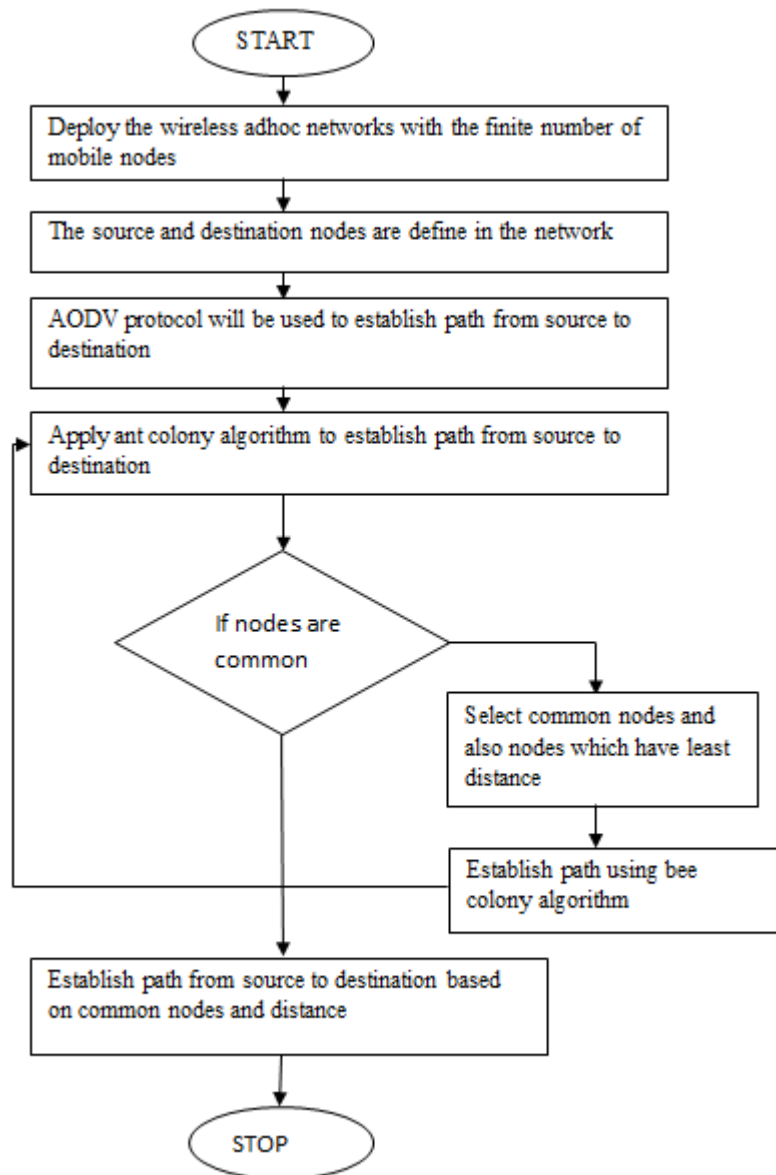 START
Deploy the wireless adhoc networks with the finite number of
mobile nodes
The source and destination nodes are define in the network
AODV protocol will be used to establish path from source to
destination
Apply ant colony algorithm to establish path from source to
destination
If nodes are
common
Select common nodes and
also nodes which have least
distance
Establish path using bee
colony algorithm
Establish path from source to destination based
on common nodes and distance
STOP